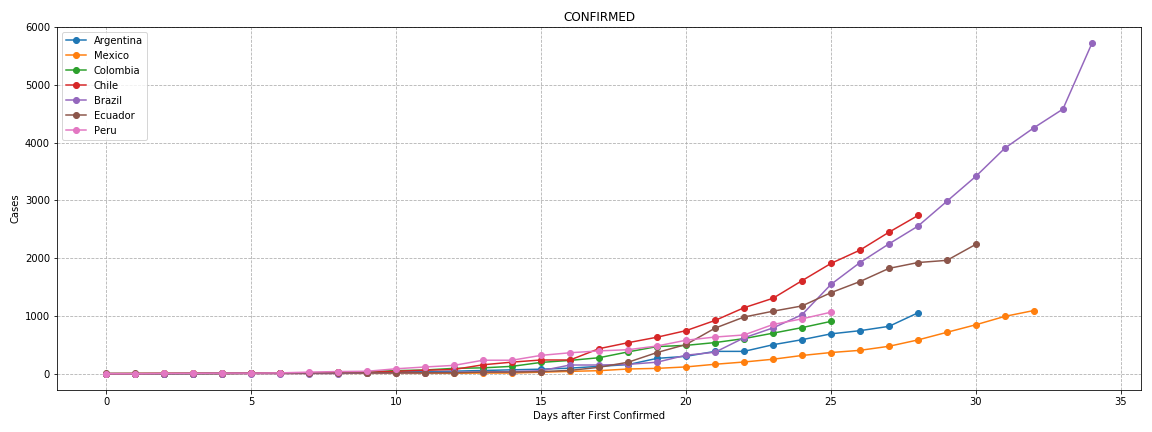 CONFIRMED
6000
5000
4000
3000
2000
1000
0
Cases
Argentina
Mexico
Colombia
Chile
Brazil
Ecuador
Peru
0 5 10 15 20 25 30 35
Days after First Confirmed